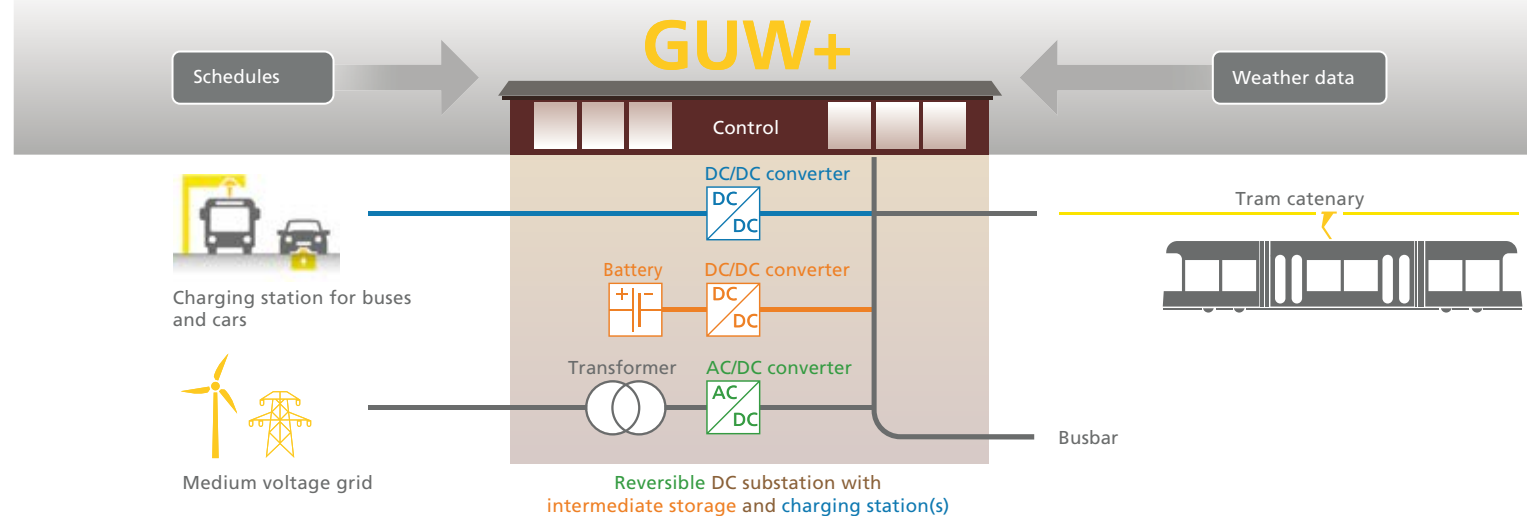 GUW+
Schedules
Weather data
Control
DC/DC converter
DC
DC
Tram catenary
Charging station for buses
and cars
Battery
DC/DC converter
+ −
DC
DC
Transformer
AC/DC converter
AC
DC
Medium voltage grid
Busbar
Reversible DC substation with
intermediate storage and charging station(s)